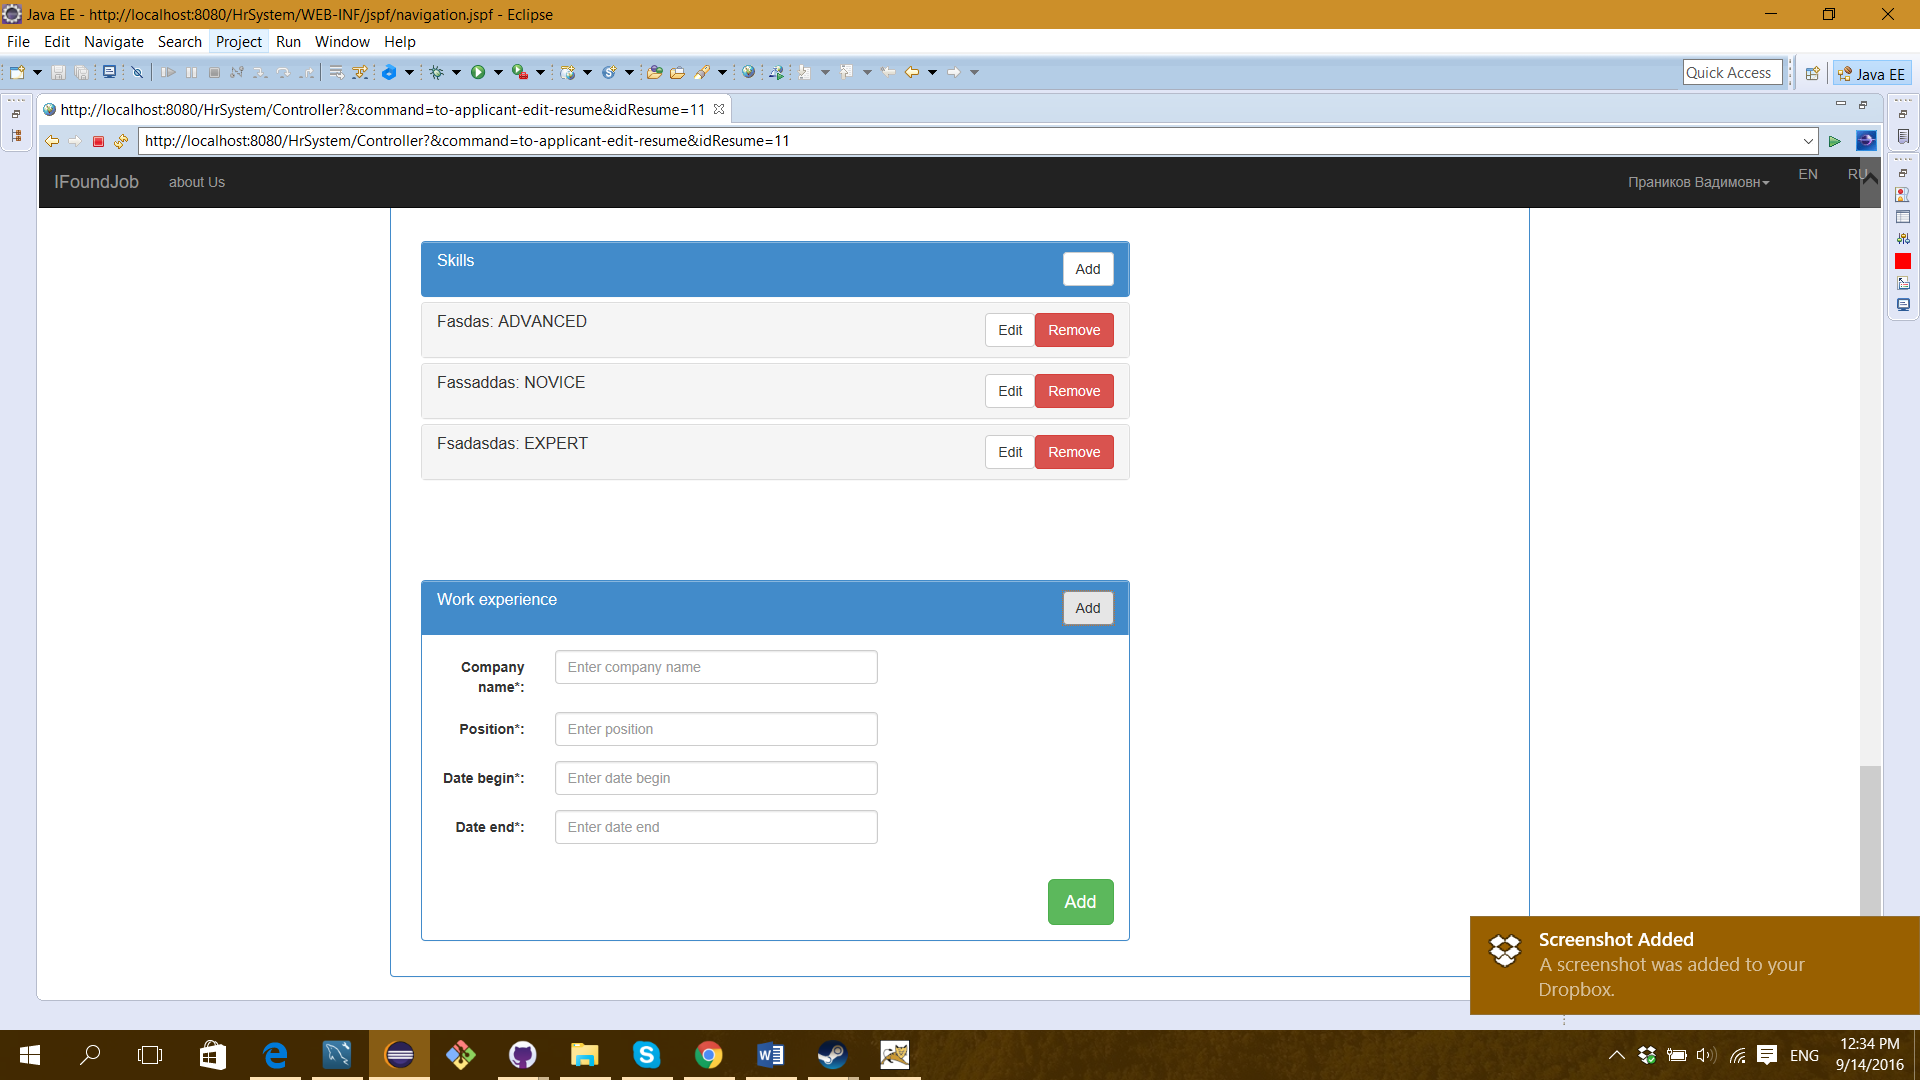 Java EE - http://localhost:8080/HrSystem/WEB-INF/jspf/navigation.jspf - Eclipse
File Edit Navigate Search Project Run Window Help
Quick Access
Java EE
http://localhost:8080/HrSystem/Controller?&command=to-applicant-edit-resume&idResume=11
http://localhost:8080/HrSystem/Controller?&command=to-applicant-edit-resume&idResume=11
IFoundJob about Us Праников Вадимовн EN RU
Skills Add
Fasdas: ADVANCED Edit Remove
Fassaddas: NOVICE Edit Remove
Fsadasdas: EXPERT Edit Remove
Work experience Add
Company
name*:
Enter company name
Position*: Enter position
Date begin*: Enter date begin
Date end*: Enter date end
Add
Screenshot Added
A screenshot was added to your
Dropbox.
ENG
12:34 PM
9/14/2016